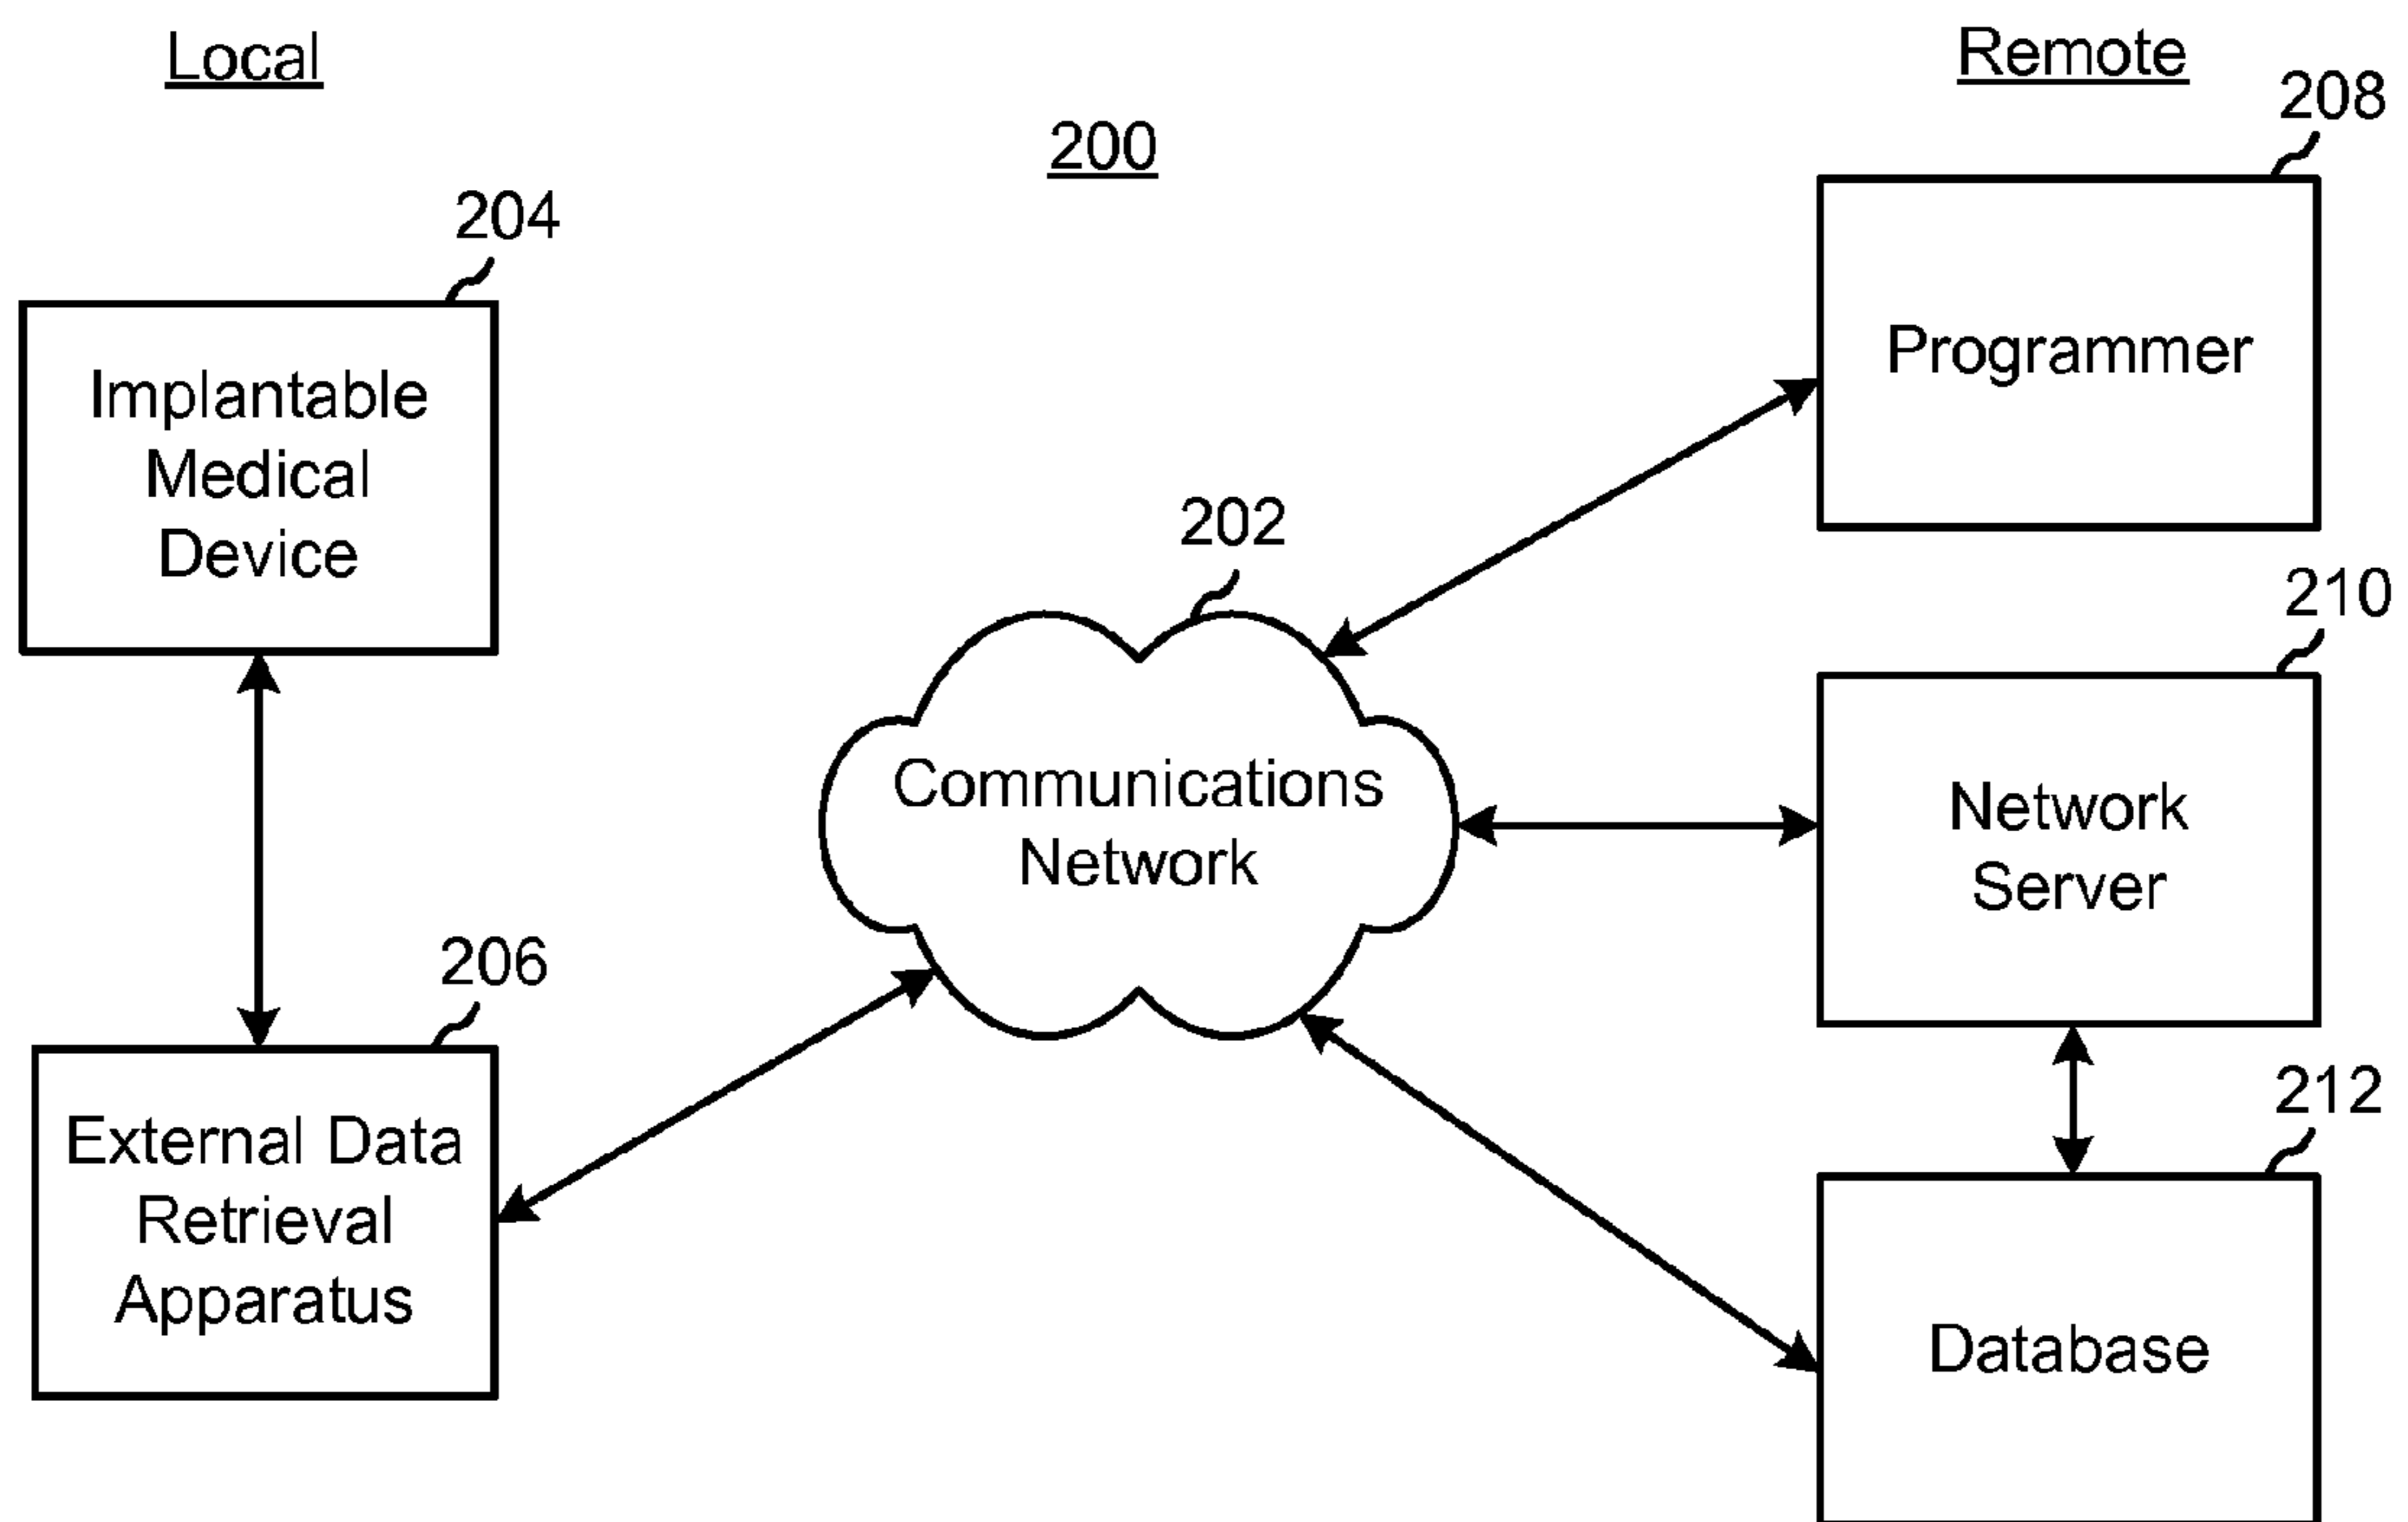 Local
Remote
208
200
204
Programmer
Implantable
Medical
Device
202
210
Communications
Network
Network
Server
206
212
External Data
Retrieval
Apparatus
Database